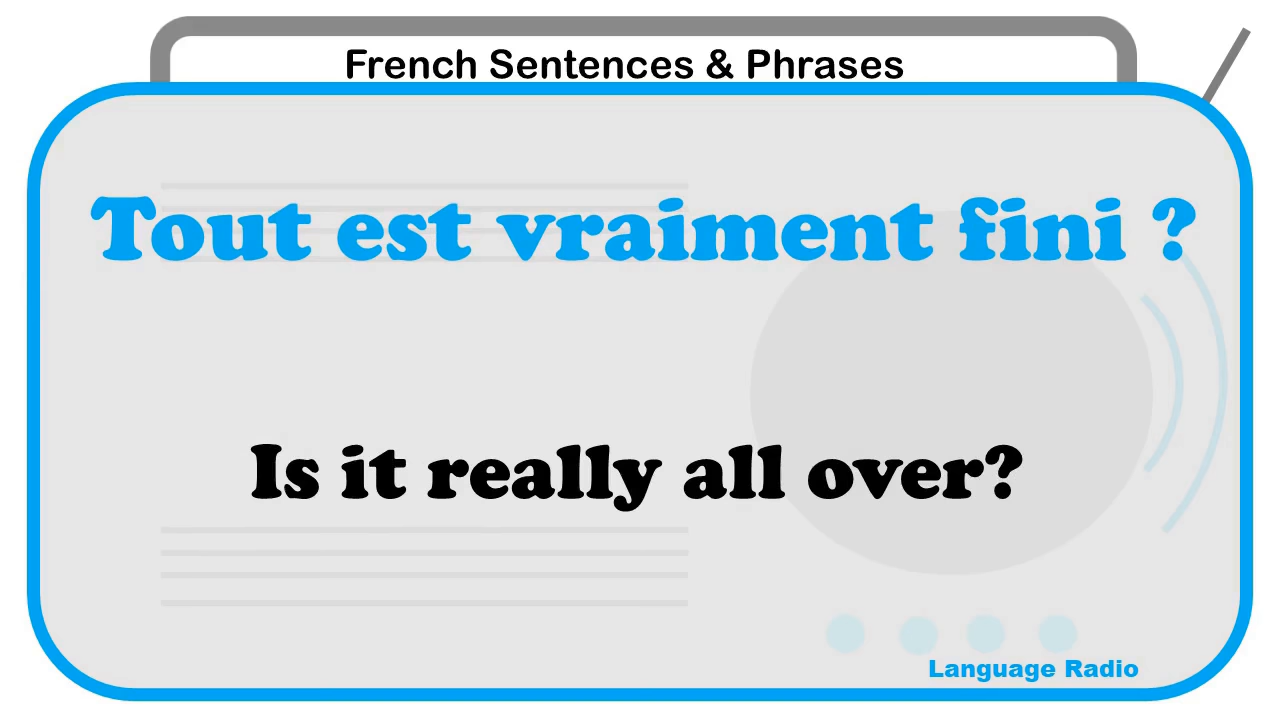 French Sentences & Phrases
Tout est vraiment fini ?
Is it really all over?
Language Radio